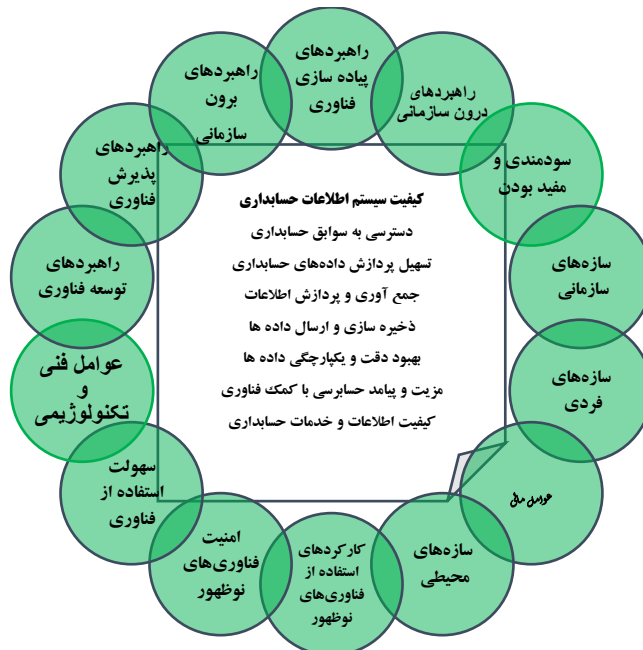 راهبردهای
پیاده سازی
فناوری
راهبردهای
درون سازمانی
سودمندی و
مفید بودن
سازه‌های
سازمانی
سازه‌های
فردی
عوامل مالی
سازه‌های
محیطی
کارکردهای
استفاده از
فناوری‌های
نوظهور
امنیت
فناوری‌های
نوظهور
سهولت
استفاده از
فناوری
عوامل فنی
و
تکنولوژیمی
راهبردهای
توسعه فناوری
راهبردهای
پذیرش
فناوری
راهبردهای
برون
سازمانی
کیفیت سیستم اطلاعات حسابداری
دسترسی به سوابق حسابداری
تسهیل پردازش داده‌های حسابداری
جمع آوری و پردازش اطلاعات
ذخیره سازی و ارسال داده ها
بهبود دقت و یکپارچگی داده ها
مزیت و پیامد حسابرسی با کمک فناوری
کیفیت اطلاعات و خدمات حسابداری